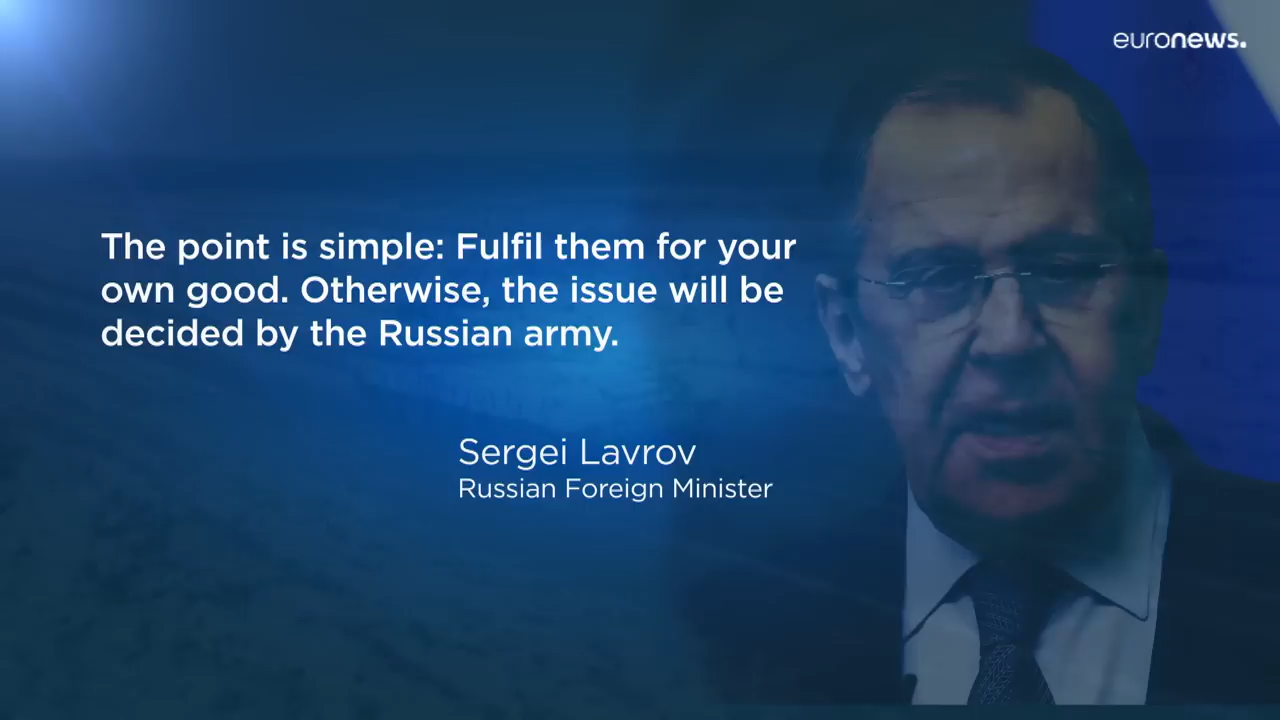 euronews.
The point is simple: Fulfil them for your
own good. Otherwise, the issue will be
decided by the Russian army.
Sergei Lavrov
Russian Foreign Minister